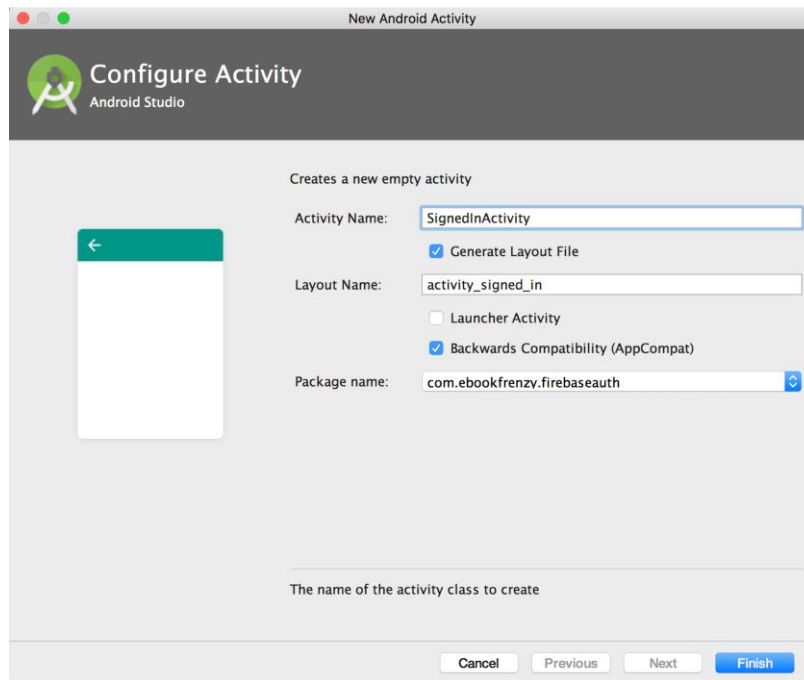 New Android Activity
Configure Activity
Android Studio
Creates a new empty activity
Activity Name: SignedInActivity
Generate Layout File
Layout Name: activity_signed_in
Launcher Activity
Backwards Compatibility (AppCompat)
Package name: com.ebookfrenzy.firebaseauth
The name of the activity class to create
Cancel Previous Next Finish